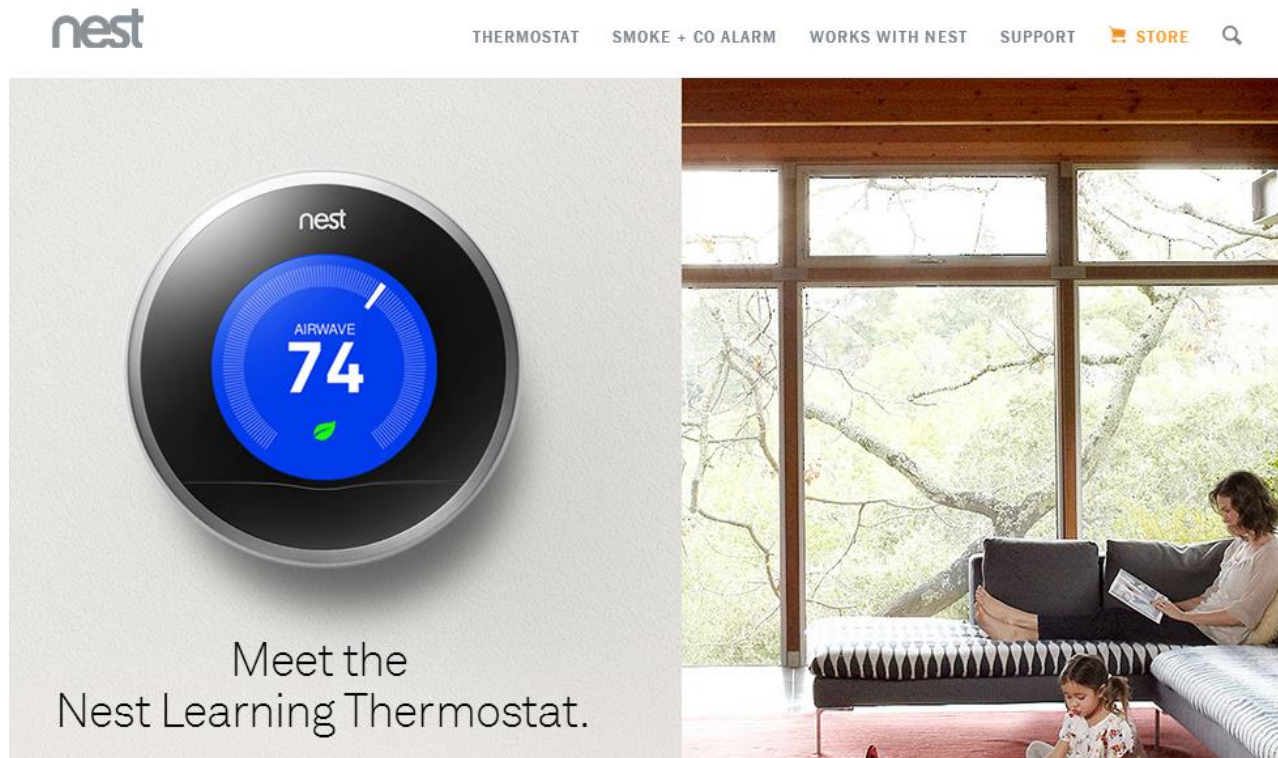 nest
THERMOSTAT SMOKE + CO ALARM WORKS WITH NEST SUPPORT STORE
nest
AIRWAVE
74
Meet the
Nest Learning Thermostat.